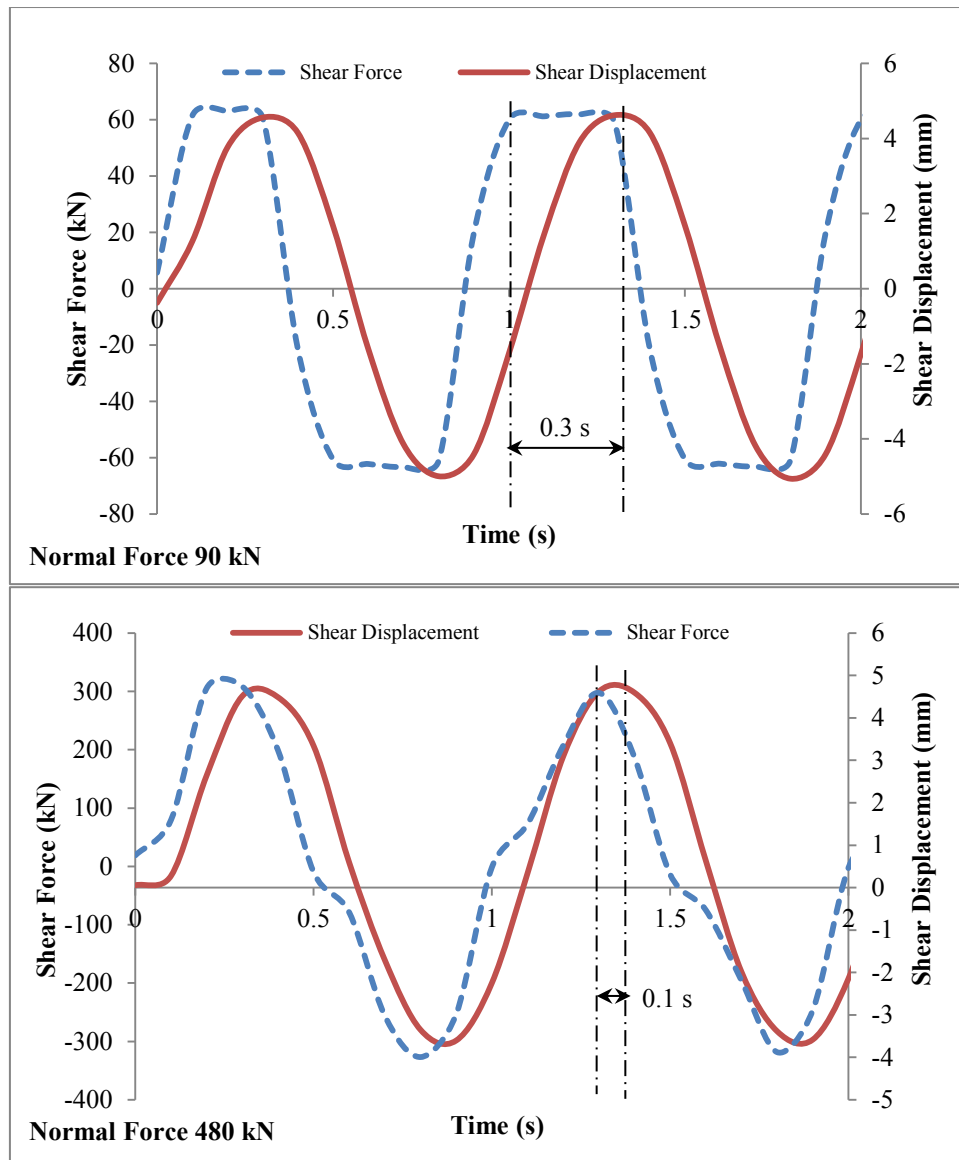 80 6
Shear Force Shear Displacement
60 4
40
20 2
0 0
0 0.5 1 1.5 2
-20 -2
-40 -4
-60
-80 -6
Shear Force (kN)
Shear Displacement (mm)
0.3 s
Time (s)
Normal Force 90 kN
400 6
Shear Displacement Shear Force
300 5
4
200 3
100 2
1
0 0
0 0.5 1 1.5 2
-100 -1
-200 -2
-300 -3
-4
-400 -5
Shear Force (kN)
Shear Displacement (mm)
0.1 s
Time (s)
Normal Force 480 kN